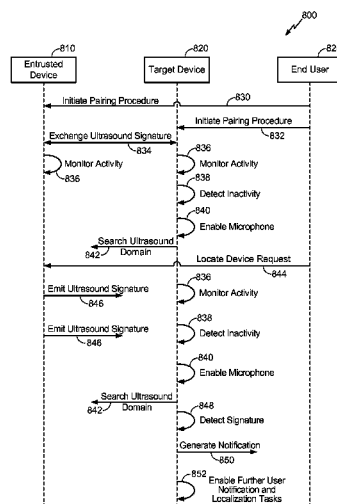 800
810
820
82
Entrusted
Device
Target Device
End User
Initiate Pairing Procedure
830
Initiate Pairing Procedure
832
Exchange Ultrasound Signature
834
Monitor Activity
836
836
Monitor Activity
838
Detect Inactivity
840
Enable Microphone
Search Ultrasound
842
Domain
Locate Device Request
844
Emit Ultrasound Signature
846
836
Monitor Activity
Emit Ultrasound Signature
846
838
Detect Inactivity
840
Enable Microphone
Search Ultrasound
842
Domain
848
Detect Signature
Generate Notification
850
852
Enable Further User
Notification and
Localization Tasks